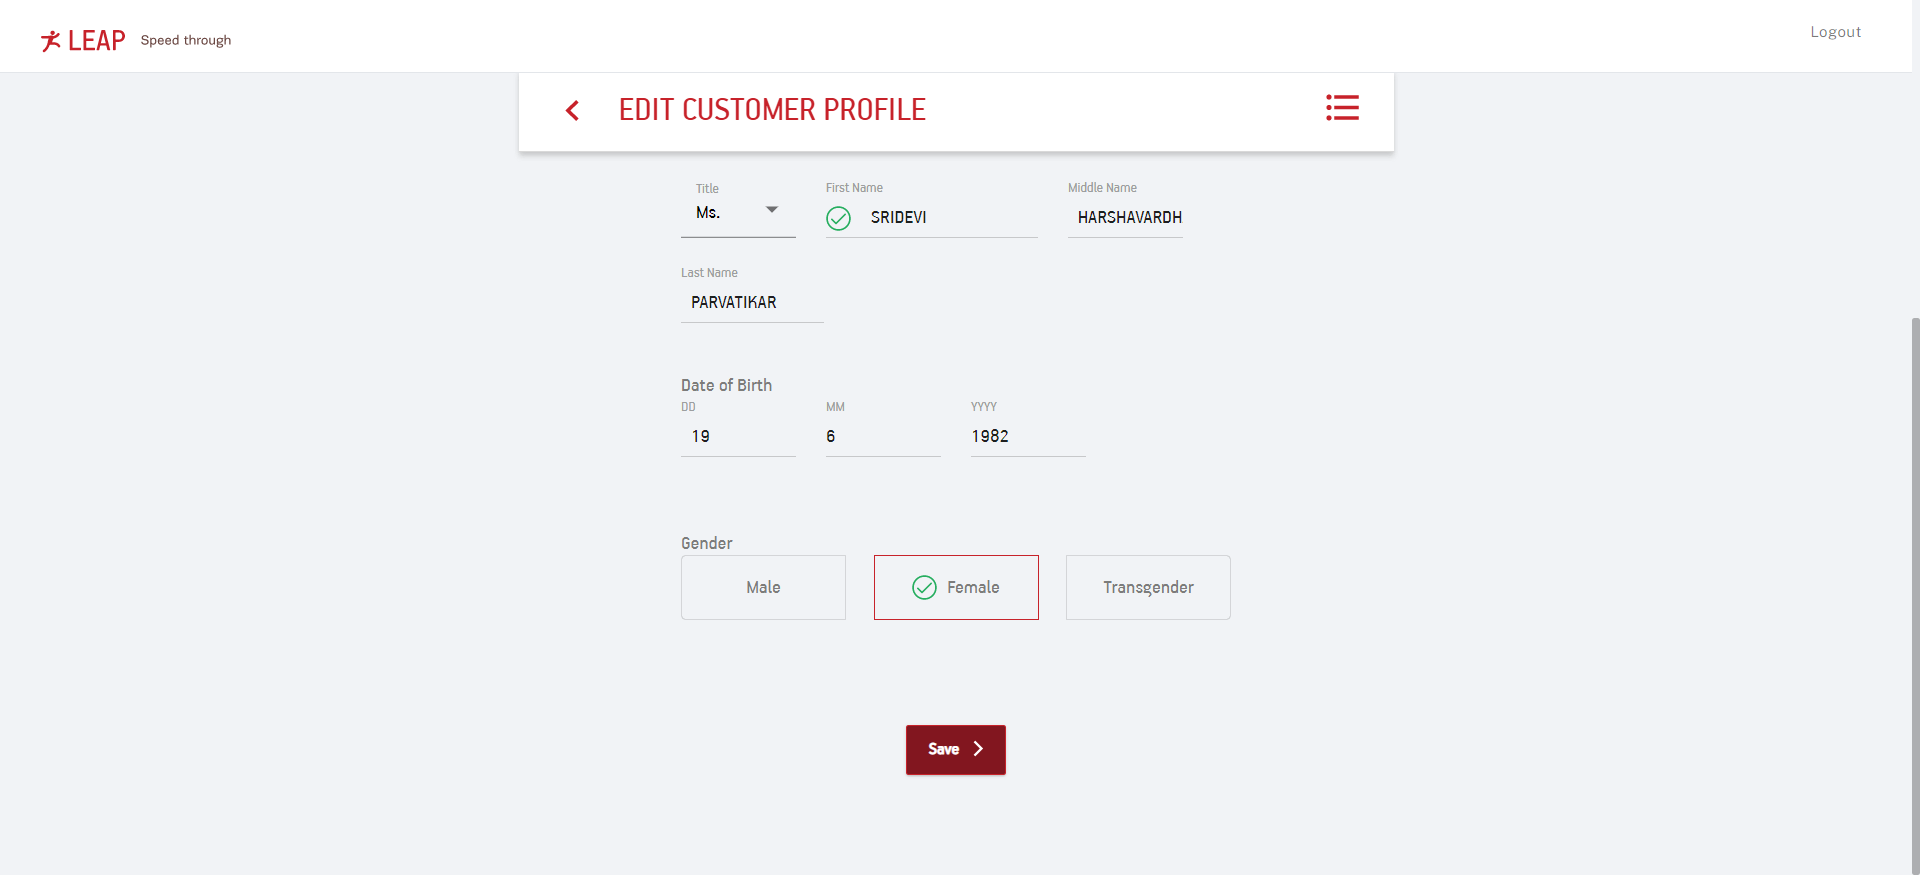 LEAP Speed through
Logout
EDIT CUSTOMER PROFILE
Title First Name Middle Name
Ms. SRIDEVI HARSHAVARDH
Last Name
PARVATIKAR
Date of Birth
DD MM YYYY
19 6 1982
Gender
Male Female Transgender
Save